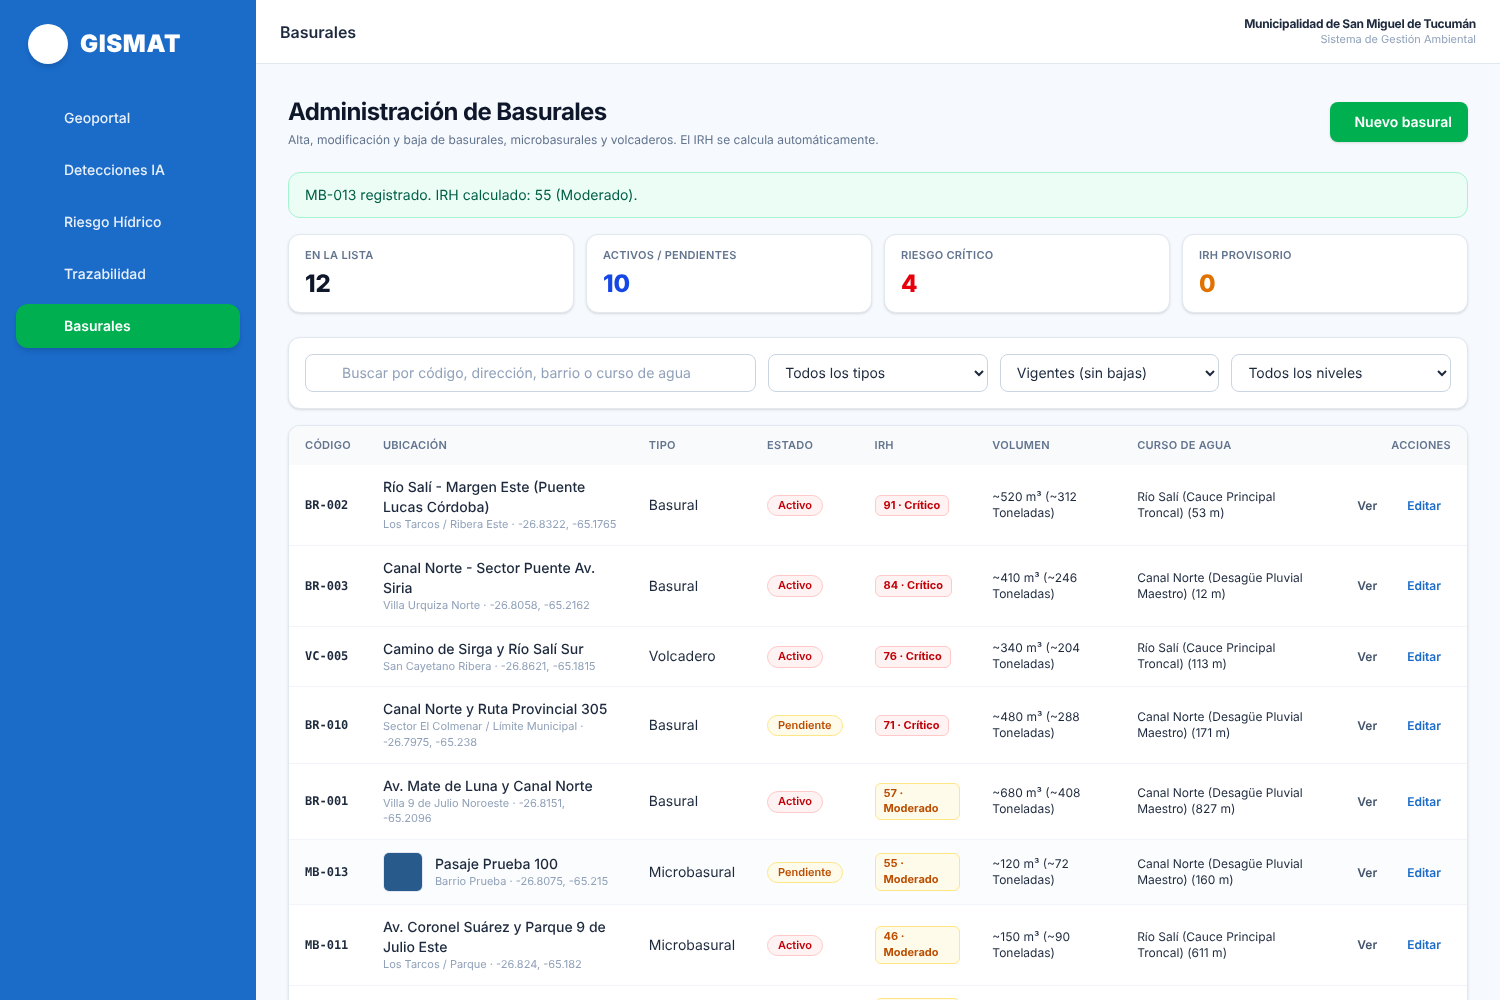 GISMAT
Geoportal
Detecciones IA
Riesgo Hídrico
Trazabilidad
Basurales
Basurales
Municipalidad de San Miguel de Tucumán
Sistema de Gestión Ambiental
Administración de Basurales
Alta, modificación y baja de basurales, microbasurales y volcaderos. El IRH se calcula automáticamente.
Nuevo basural
MB-013 registrado. IRH calculado: 55 (Moderado).
EN LA LISTA
12
ACTIVOS / PENDIENTES
10
RIESGO CRÍTICO
4
IRH PROVISORIO
0
Buscar por código, dirección, barrio o curso de agua
Todos los tipos
Vigentes (sin bajas)
Todos los niveles
CÓDIGO UBICACIÓN TIPO ESTADO IRH VOLUMEN CURSO DE AGUA ACCIONES
BR-002
Río Salí - Margen Este (Puente
Lucas Córdoba)
Los Tarcos / Ribera Este · -26.8322, -65.1765
Basural
Activo
91 · Crítico
~520 m³ (~312
Toneladas)
Río Salí (Cauce Principal
Troncal) (53 m)
Ver
Editar
BR-003
Canal Norte - Sector Puente Av.
Siria
Villa Urquiza Norte · -26.8058, -65.2162
Basural
Activo
84 · Crítico
~410 m³ (~246
Toneladas)
Canal Norte (Desagüe Pluvial
Maestro) (12 m)
Ver
Editar
VC-005
Camino de Sirga y Río Salí Sur
San Cayetano Ribera · -26.8621, -65.1815
Volcadero
Activo
76 · Crítico
~340 m³ (~204
Toneladas)
Río Salí (Cauce Principal
Troncal) (113 m)
Ver
Editar
BR-010
Canal Norte y Ruta Provincial 305
Sector El Colmenar / Límite Municipal ·
-26.7975, -65.238
Basural
Pendiente
71 · Crítico
~480 m³ (~288
Toneladas)
Canal Norte (Desagüe Pluvial
Maestro) (171 m)
Ver
Editar
BR-001
Av. Mate de Luna y Canal Norte
Villa 9 de Julio Noroeste · -26.8151,
-65.2096
Basural
Activo
57 ·
Moderado
~680 m³ (~408
Toneladas)
Canal Norte (Desagüe Pluvial
Maestro) (827 m)
Ver
Editar
MB-013
Pasaje Prueba 100
Barrio Prueba · -26.8075, -65.215
Microbasural
Pendiente
55 ·
Moderado
~120 m³ (~72
Toneladas)
Canal Norte (Desagüe Pluvial
Maestro) (160 m)
Ver
Editar
MB-011
Av. Coronel Suárez y Parque 9 de
Julio Este
Los Tarcos / Parque · -26.824, -65.182
Microbasural
Activo
46 ·
Moderado
~150 m³ (~90
Toneladas)
Río Salí (Cauce Principal
Troncal) (611 m)
Ver
Editar